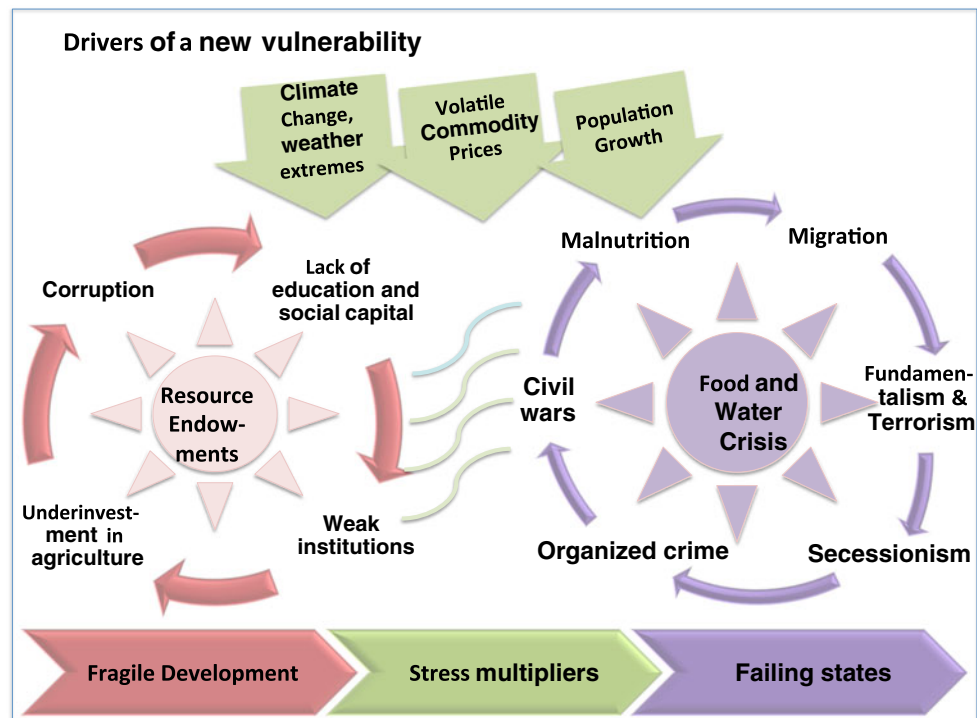 Drivers of a new vulnerability
Climate
Change,
weather
extremes
Volatile
Commodity
Prices
Population
Growth
Corruption
Lack of
education and
social capital
Weak
institutions
Underinvest-
ment in
agriculture
Resource
Endow-
ments
Malnutrition
Migration
Fundamen-
talism &
Terrorism
Secessionism
Organized crime
Civil
wars
Food and
Water
Crisis
Fragile Development
Stress multipliers
Failing states